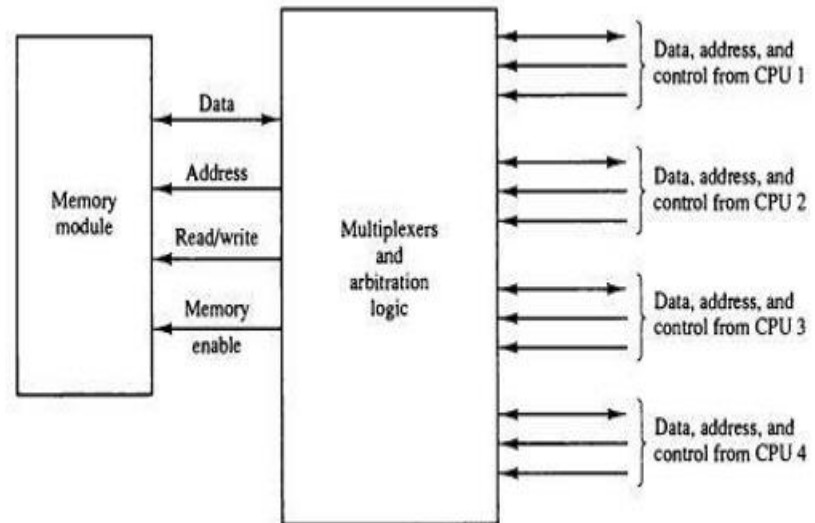 Memory
module
Data
Address
Read/write
Memory
enable
Multiplexers
and
arbitration
logic
Data, address, and
control from CPU 1
Data, address, and
control from CPU 2
Data, address, and
control from CPU 3
Data, address, and
control from CPU 4